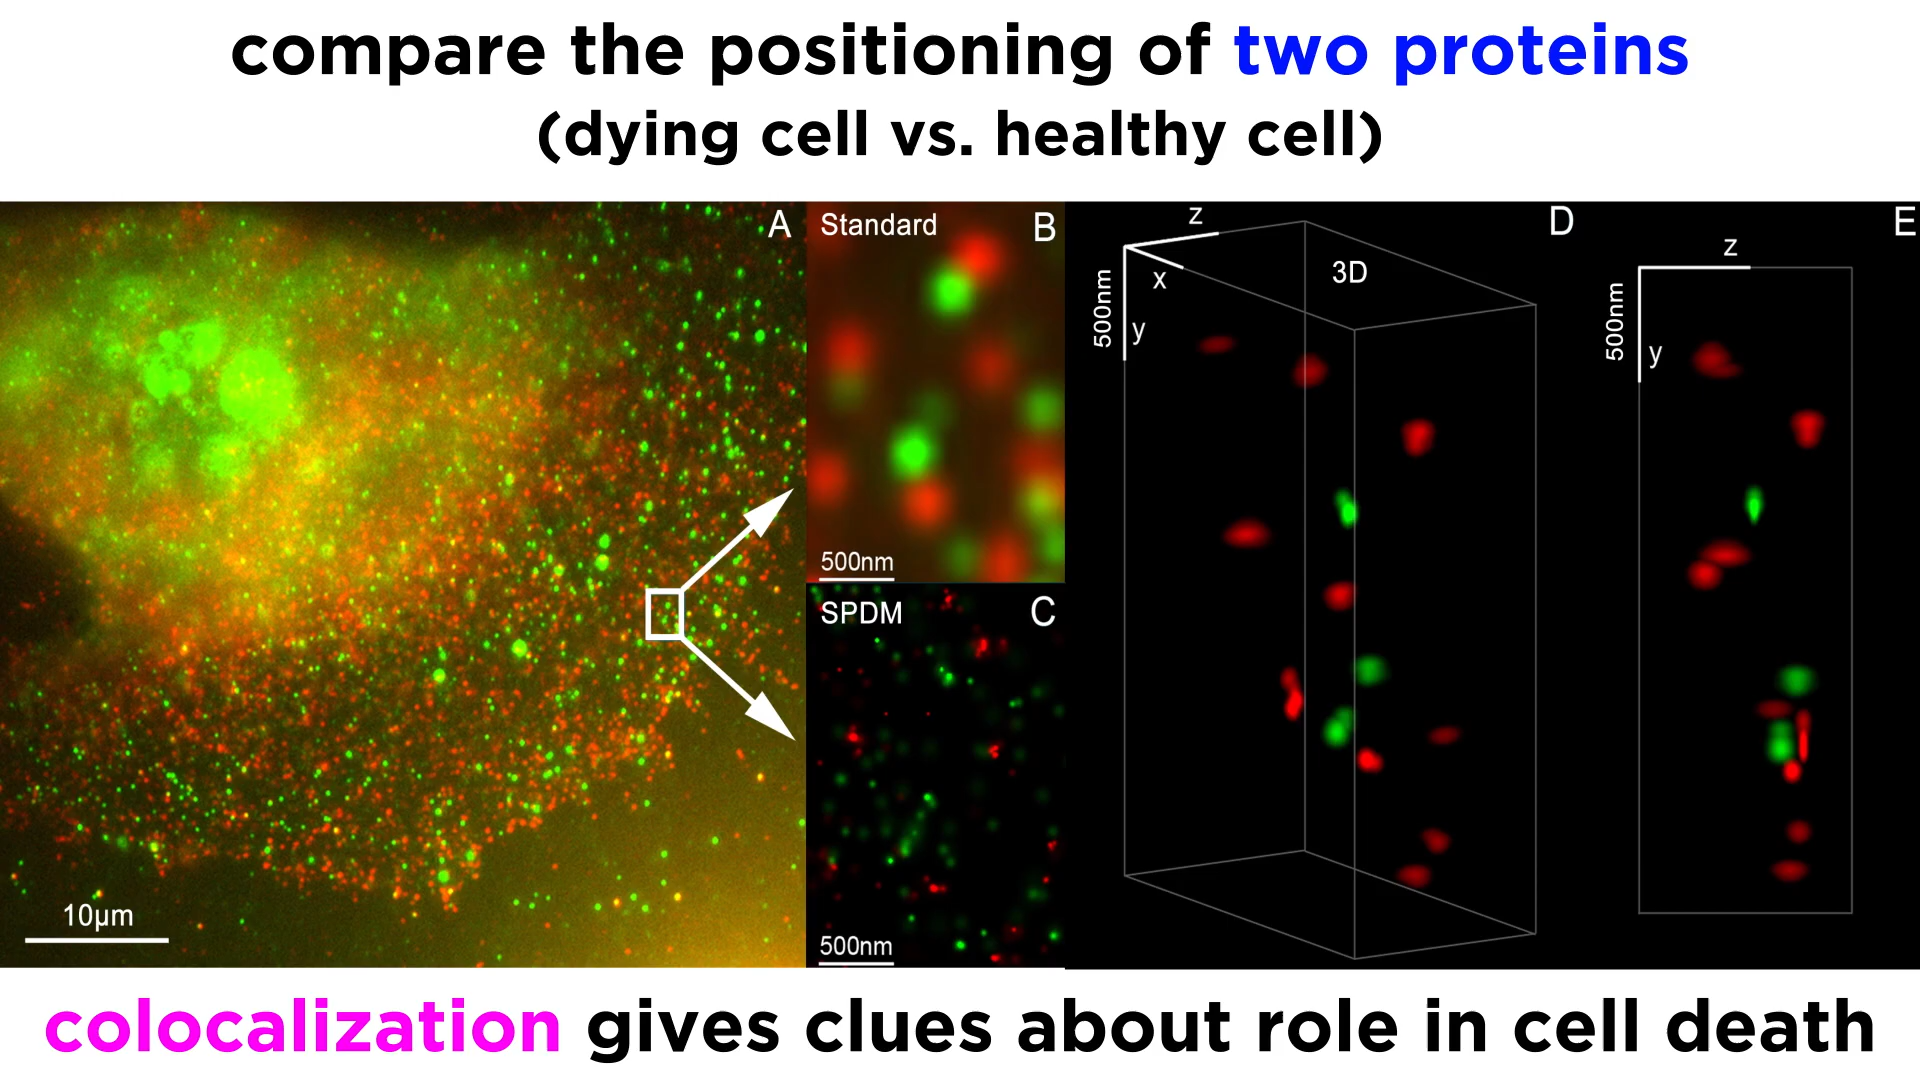 compare the positioning of two proteins
(dying cell vs. healthy cell)
A
10µm
Standard
B
500nm
SPDM
C
500nm
D
z
x
500nm
y
3D
E
z
500nm
y
colocalization gives clues about role in cell death